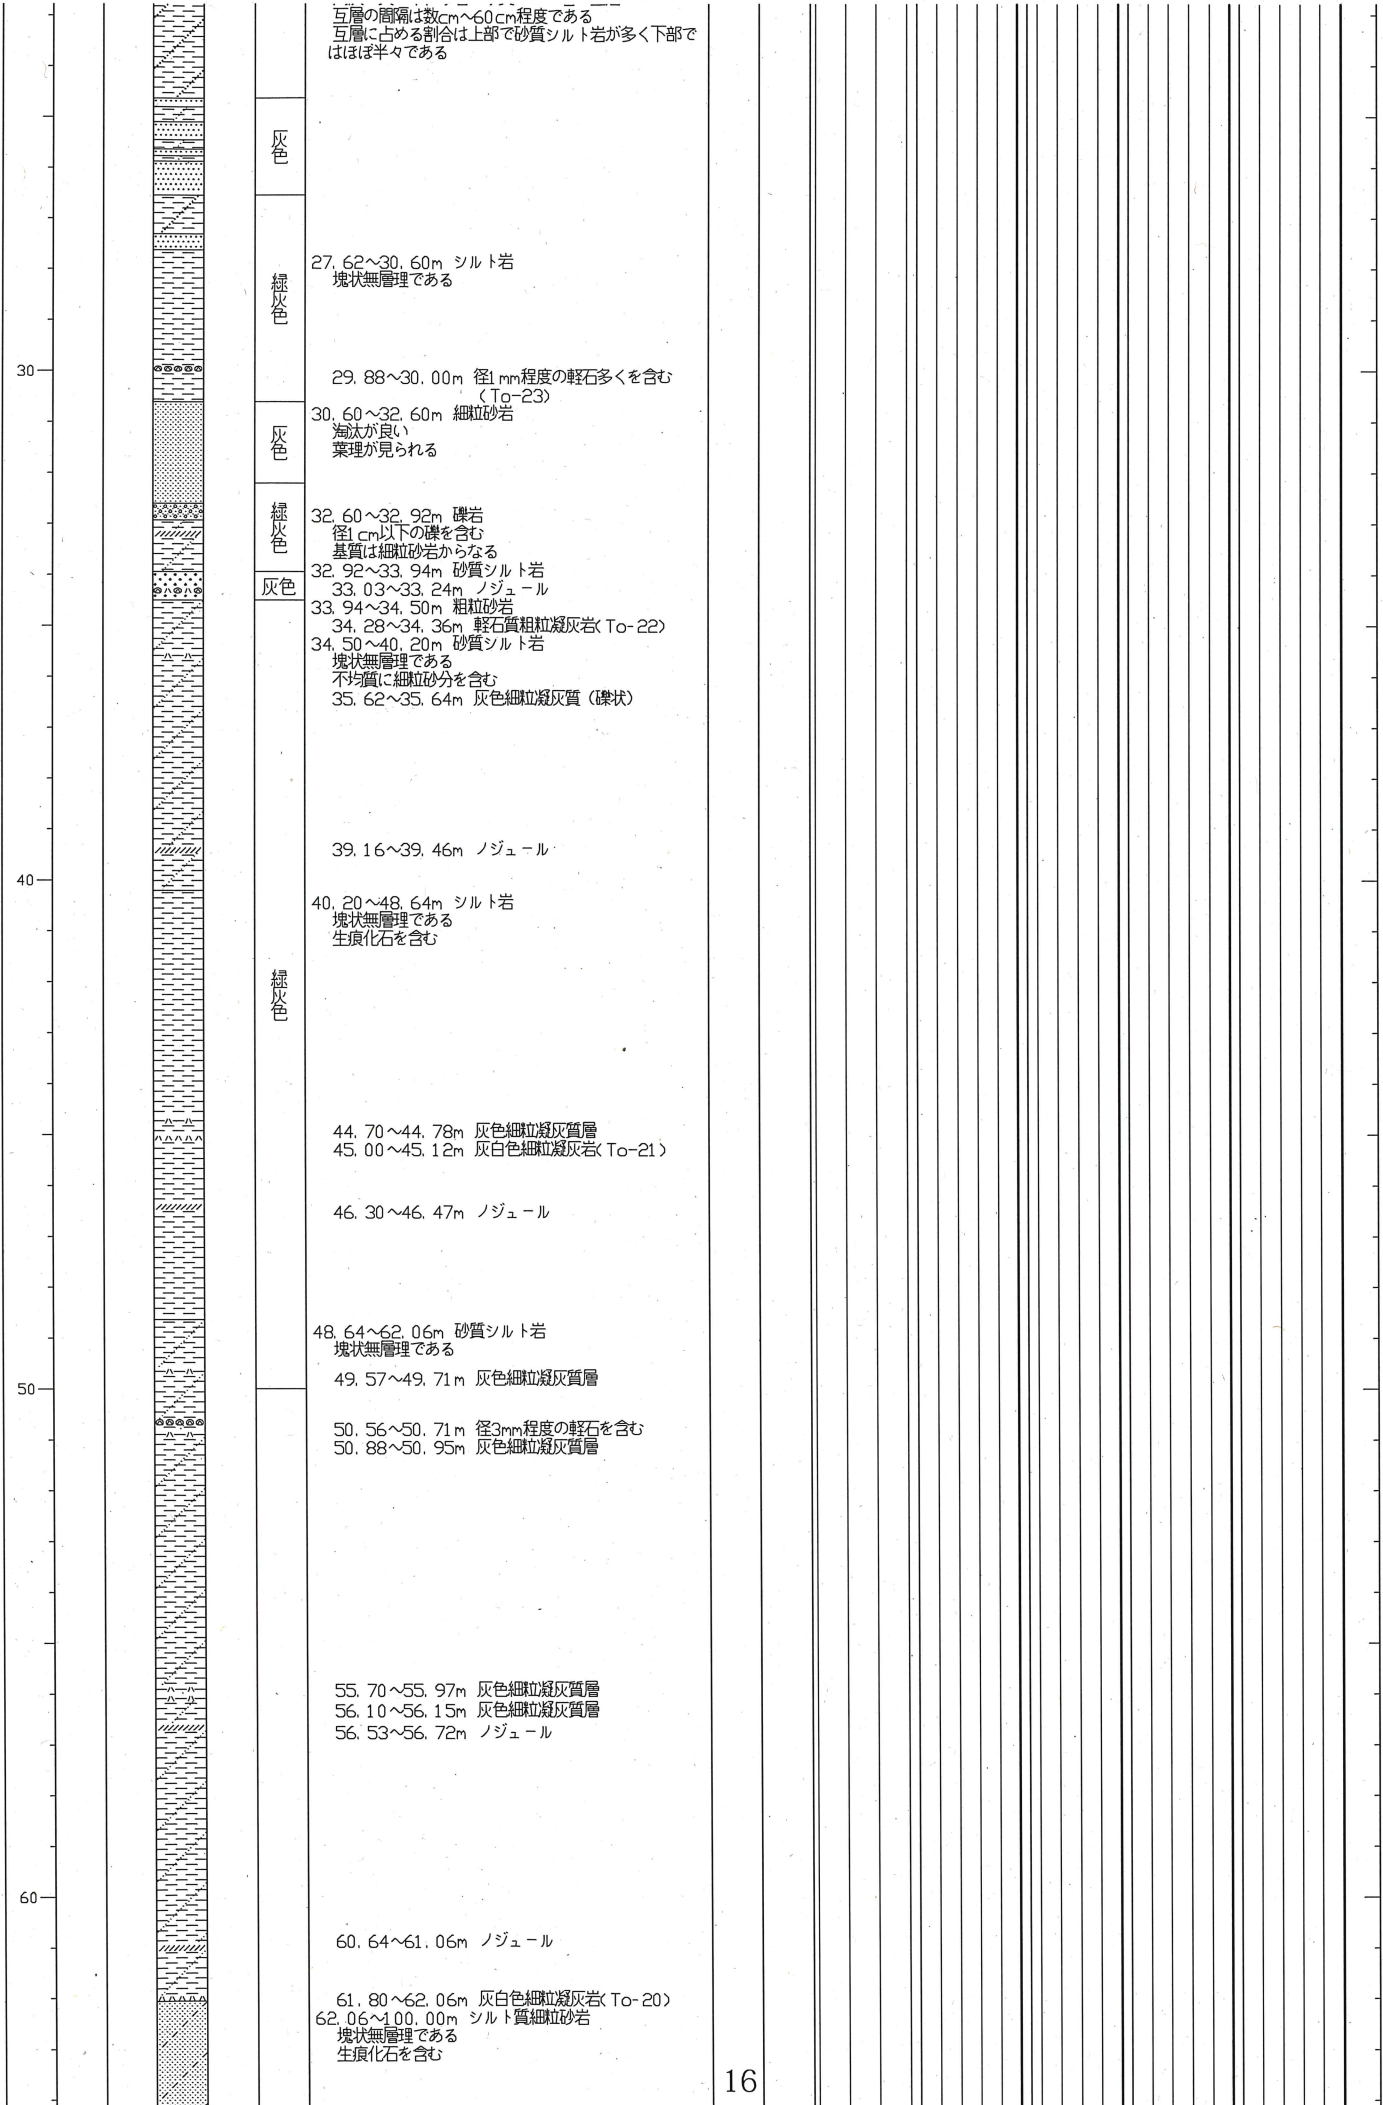 互層の間隔は数cm～60cm程度である
互層に占める割合は上部で砂質シルト岩が多く下部で
はほぼ半々である
灰色
緑灰色
27.62～30.60m シルト岩
塊状無層理である
30
29.88～30.00m 径1mm程度の軽石多くを含む
(To-23)
灰色
30.60～32.60m 細粒砂岩
淘汰が良い
葉理が見られる
緑灰色
32.60～32.92m 礫岩
径1cm以下の礫を含む
基質は細粒砂岩からなる
32.92～33.94m 砂質シルト岩
灰色
33.03～33.24m ノジュール
33.94～34.50m 粗粒砂岩
34.28～34.36m 軽石質粗粒凝灰岩(To-22)
34.50～40.20m 砂質シルト岩
塊状無層理である
不均質に細粒砂分を含む
35.62～35.64m 灰色細粒凝灰質(礫状)
39.16～39.46m ノジュール
40
40.20～48.64m シルト岩
塊状無層理である
生痕化石を含む
緑灰色
44.70～44.78m 灰色細粒凝灰質層
45.00～45.12m 灰白色細粒凝灰岩(To-21)
46.30～46.47m ノジュール
48.64～62.06m 砂質シルト岩
塊状無層理である
49.57～49.71m 灰色細粒凝灰質層
50
50.56～50.71m 径3mm程度の軽石を含む
50.88～50.95m 灰色細粒凝灰質層
55.70～55.97m 灰色細粒凝灰質層
56.10～56.15m 灰色細粒凝灰質層
56.53～56.72m ノジュール
60
60.64～61.06m ノジュール
61.80～62.06m 灰白色細粒凝灰岩(To-20)
62.06～100.00m シルト質細粒砂岩
塊状無層理である
生痕化石を含む
16